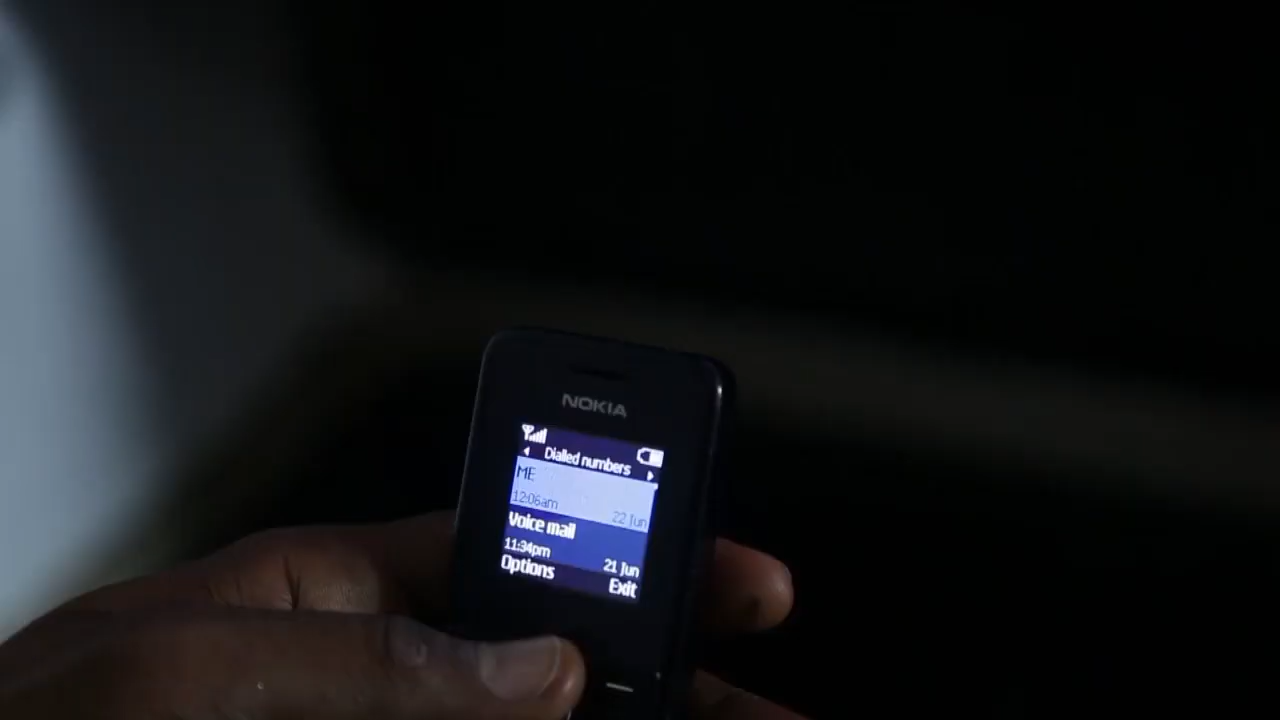 NOKIA
Dialled numbers
ME
12:06am 22 Jun
Voice mail
11:34pm 21 Jun
Options Exit